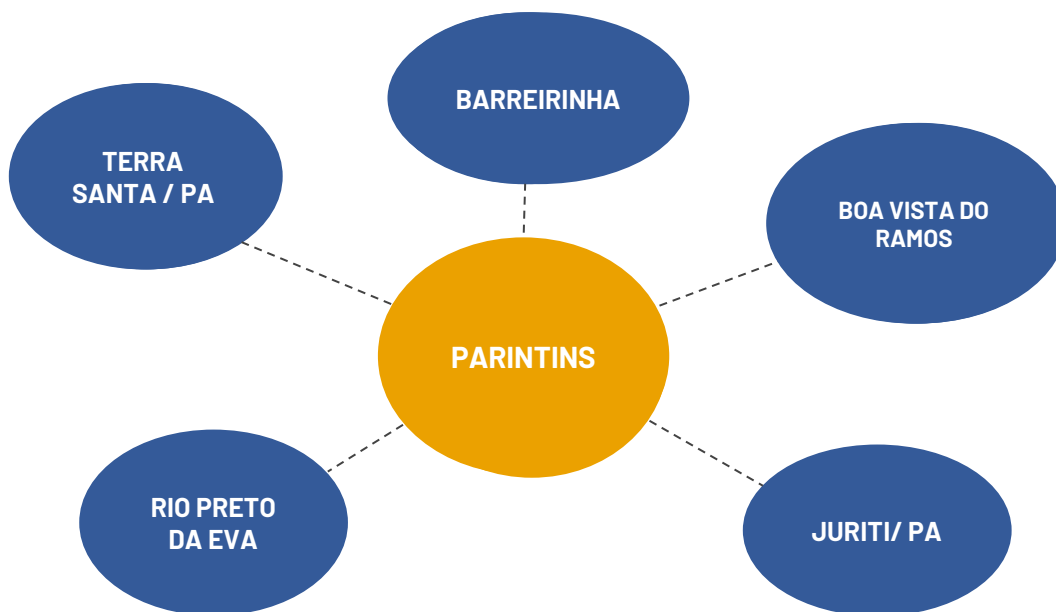 BARREIRINHA
TERRA
SANTA / PA
BOA VISTA DO
RAMOS
PARINTINS
RIO PRETO
DA EVA
JURITI/ PA